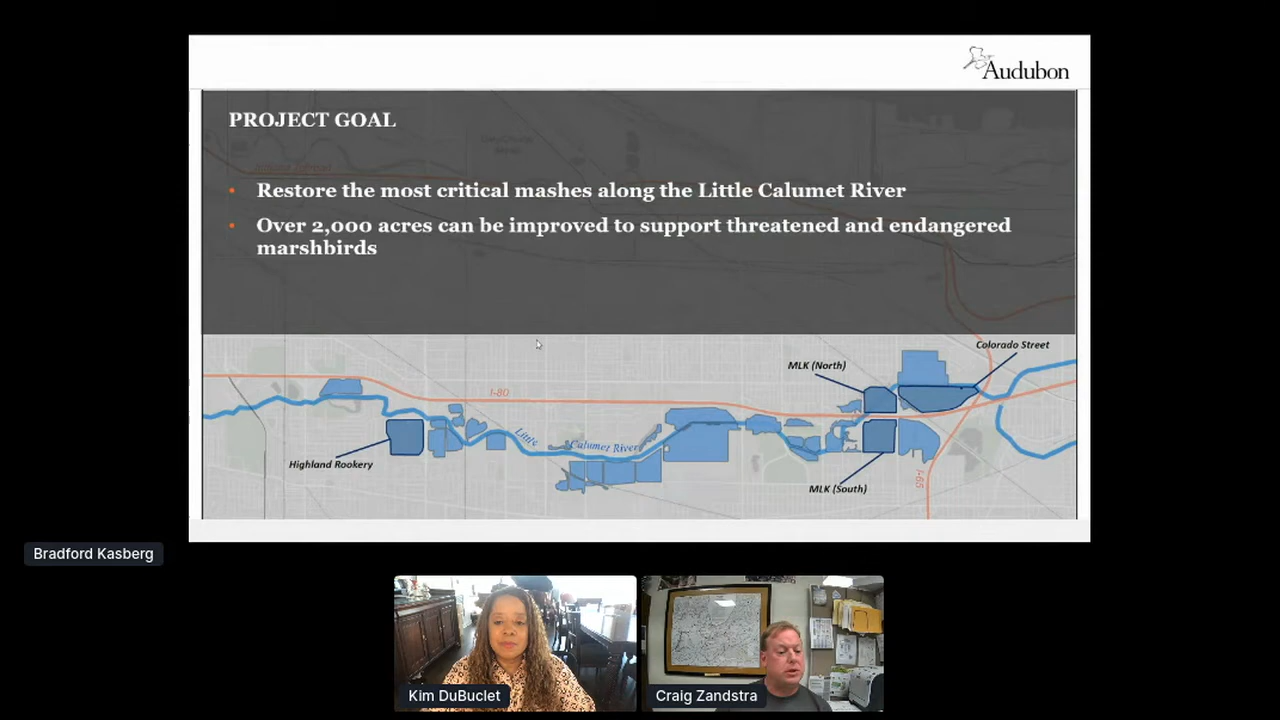 Audubon
PROJECT GOAL
• Restore the most critical mashes along the Little Calumet River
• Over 2,000 acres can be improved to support threatened and endangered
marshbirds
Colorado Street
MLK (North)
I-80
Little
Calumet River
Highland Rookery
I-65
MLK (South)
Bradford Kasberg
Kim DuBuclet
Craig Zandstra